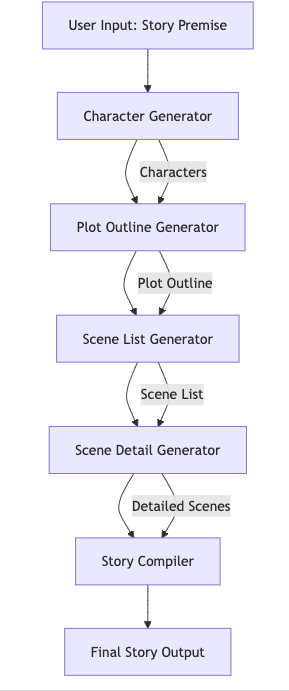 User Input: Story Premise
Character Generator
Characters
Plot Outline Generator
Plot Outline
Scene List Generator
Scene List
Scene Detail Generator
Detailed Scenes
Story Compiler
Final Story Output